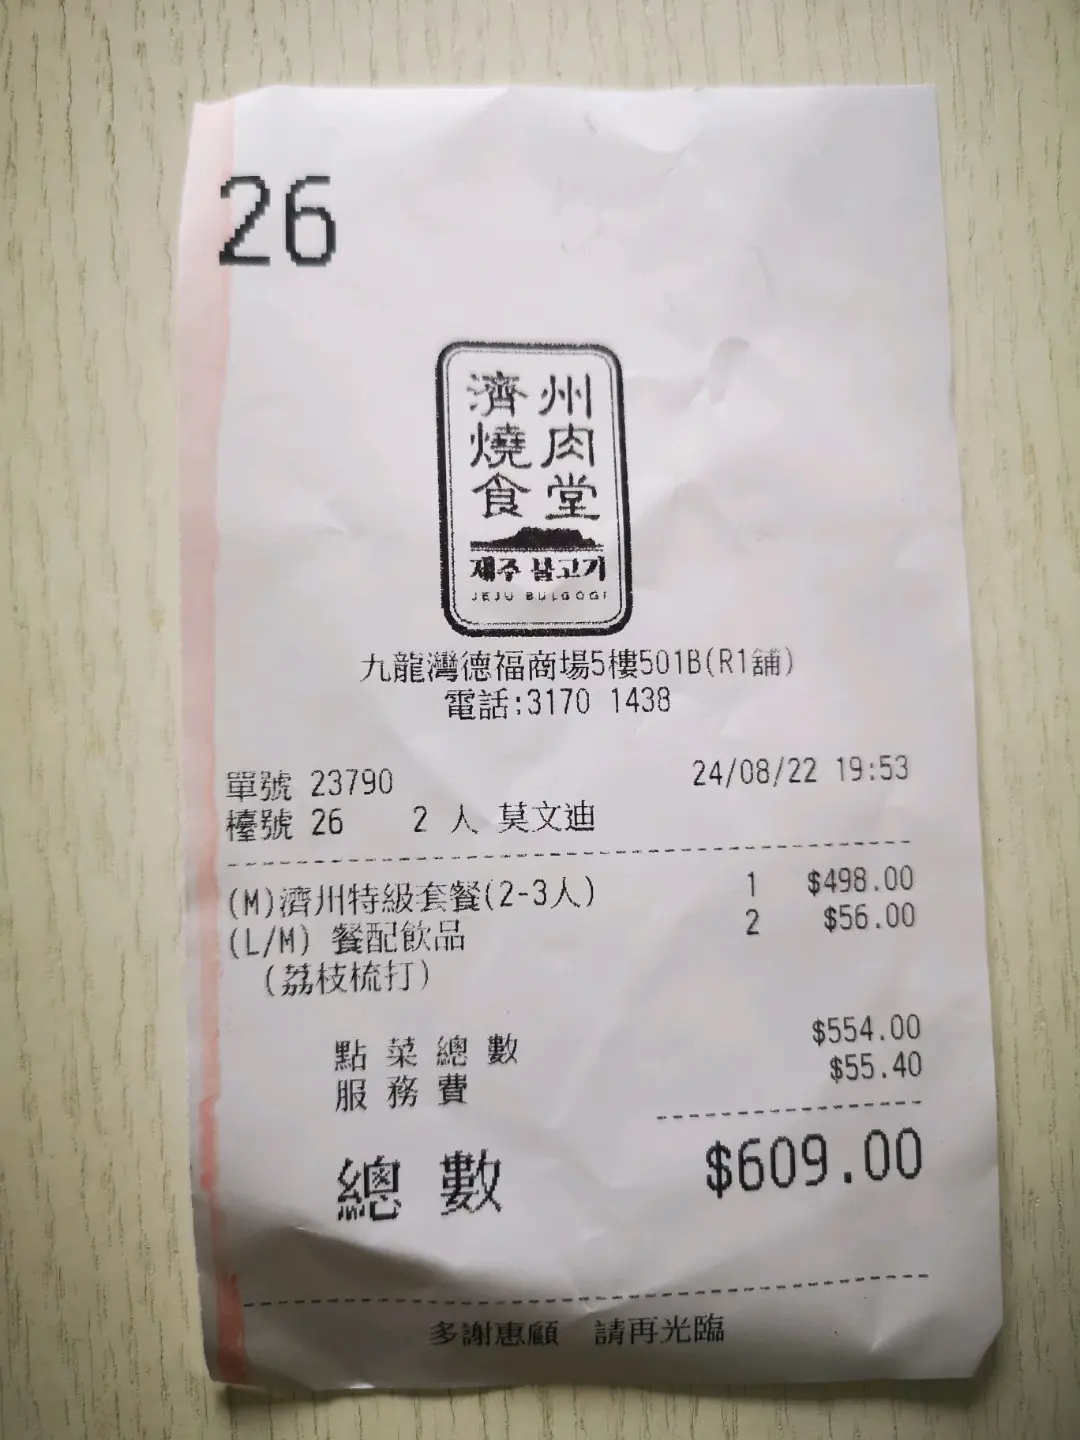 26
濟州
燒肉
食堂
제주 불고기
JEJU BULGOGI
九龍灣德福商場5樓501B(R1舖)
電話:3170 1438
單號 23790 24/08/22 19:53
檯號 26 2 人 莫文迪
(M)濟州特級套餐(2-3人) 1 $498.00
(L/M) 餐配飲品 2 $56.00
(荔枝梳打)
點菜總數 $554.00
服務費 $55.40
總數 $609.00
多謝惠顧 請再光臨